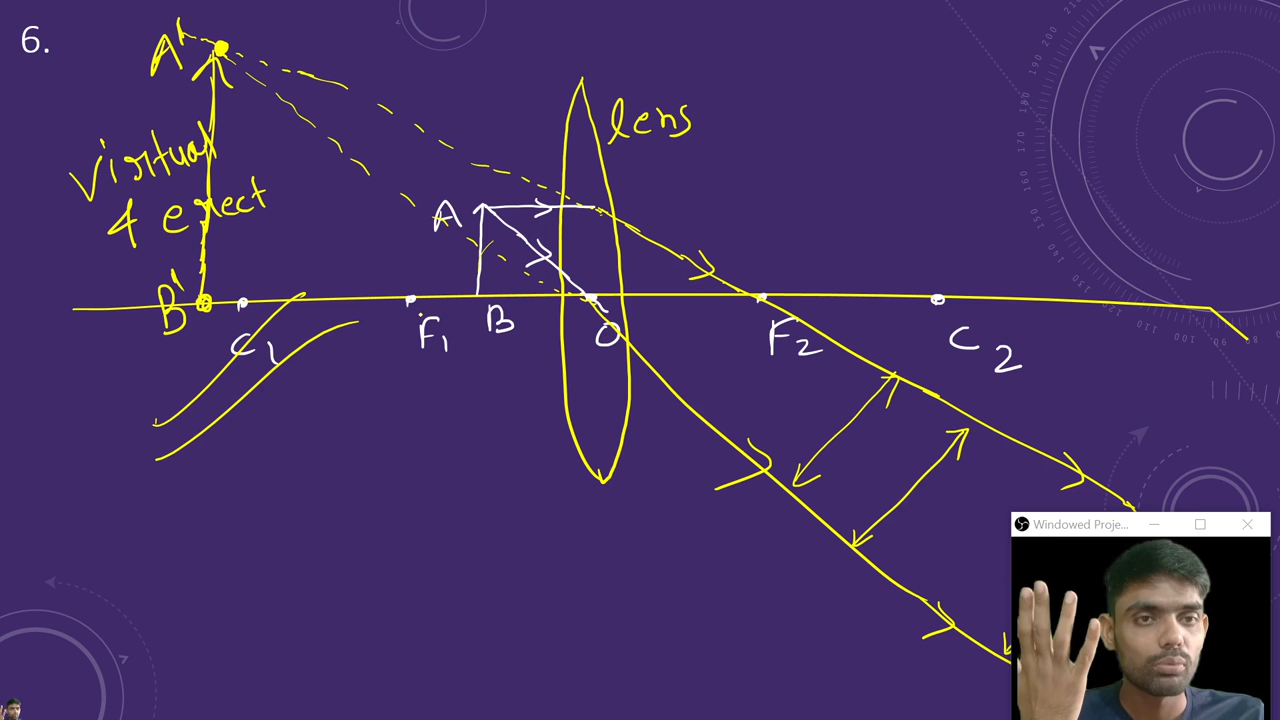 6.
A'
lens
virtual
& erect
A
B'
C1
F1
B
O
F2
C2
Windowed Proje...